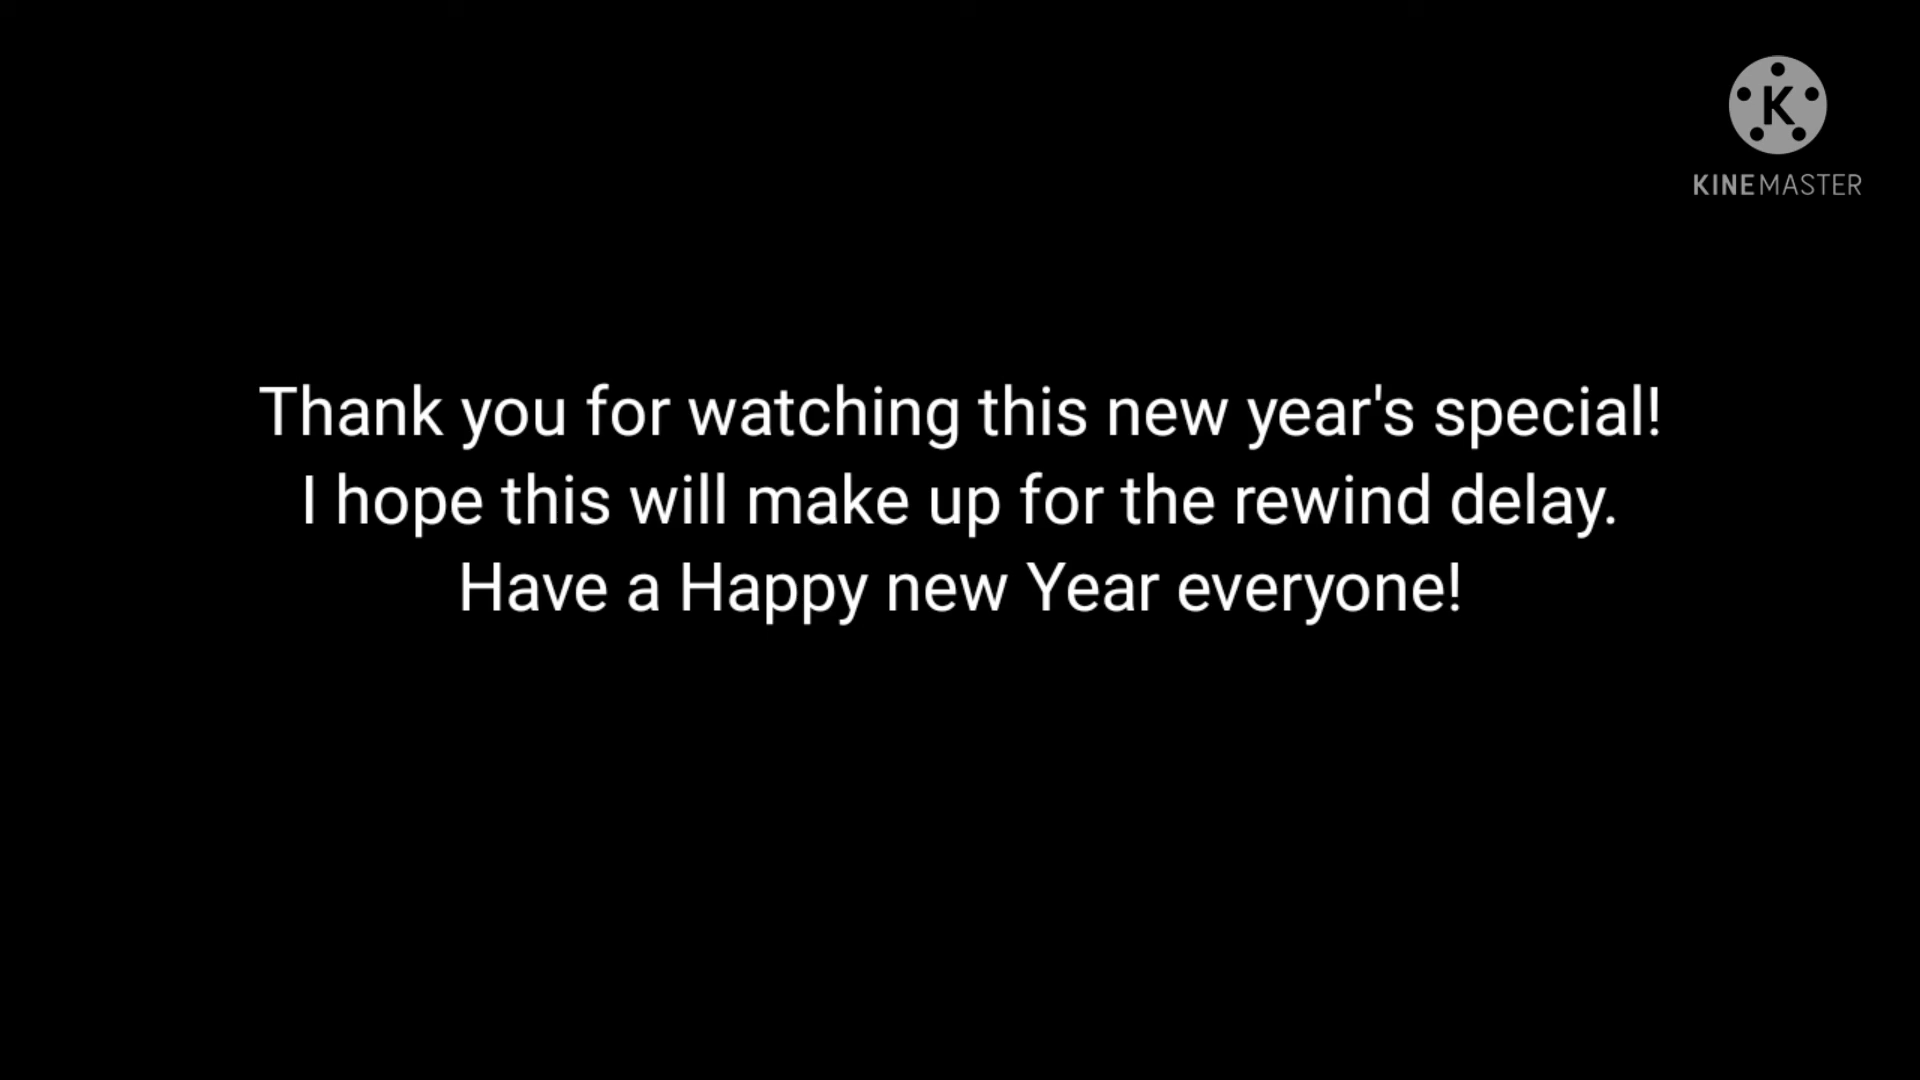 K
KINEMASTER
Thank you for watching this new year's special!
I hope this will make up for the rewind delay.
Have a Happy new Year everyone!